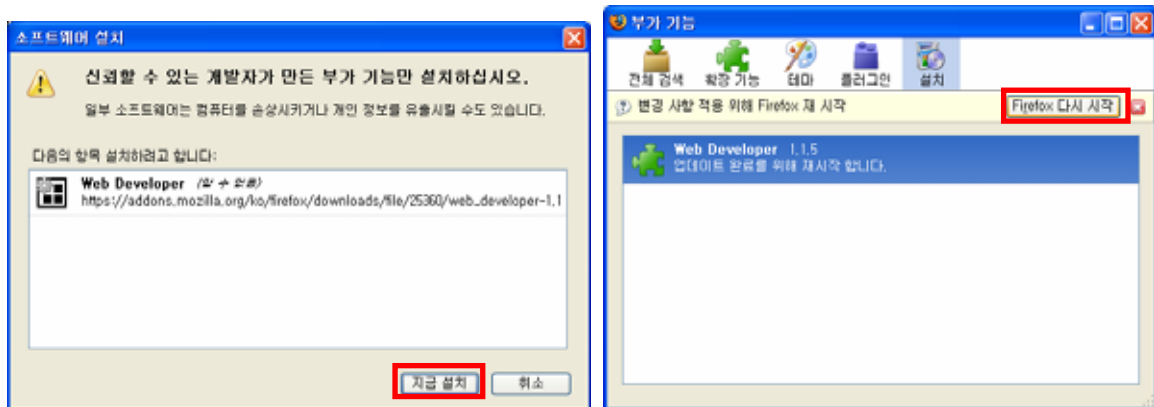 소프트웨어 설치
신뢰할 수 있는 개발자가 만든 부가 기능만 설치하십시오.
일부 소프트웨어는 컴퓨터를 손상시키거나 개인 정보를 유출시킬 수도 있습니다.
다음의 항목 설치하려고 합니다:
Web Developer (알 수 없음)
https://addons.mozilla.org/ko/firefox/downloads/file/25360/web_developer-1.1
지금 설치
취소
부가 기능
전체 검색 확장 기능 테마 플러그인 설치
변경 사항 적용 위해 Firefox 재 시작
Firefox 다시 시작
Web Developer 1.1.5
업데이트 완료를 위해 재시작 합니다.